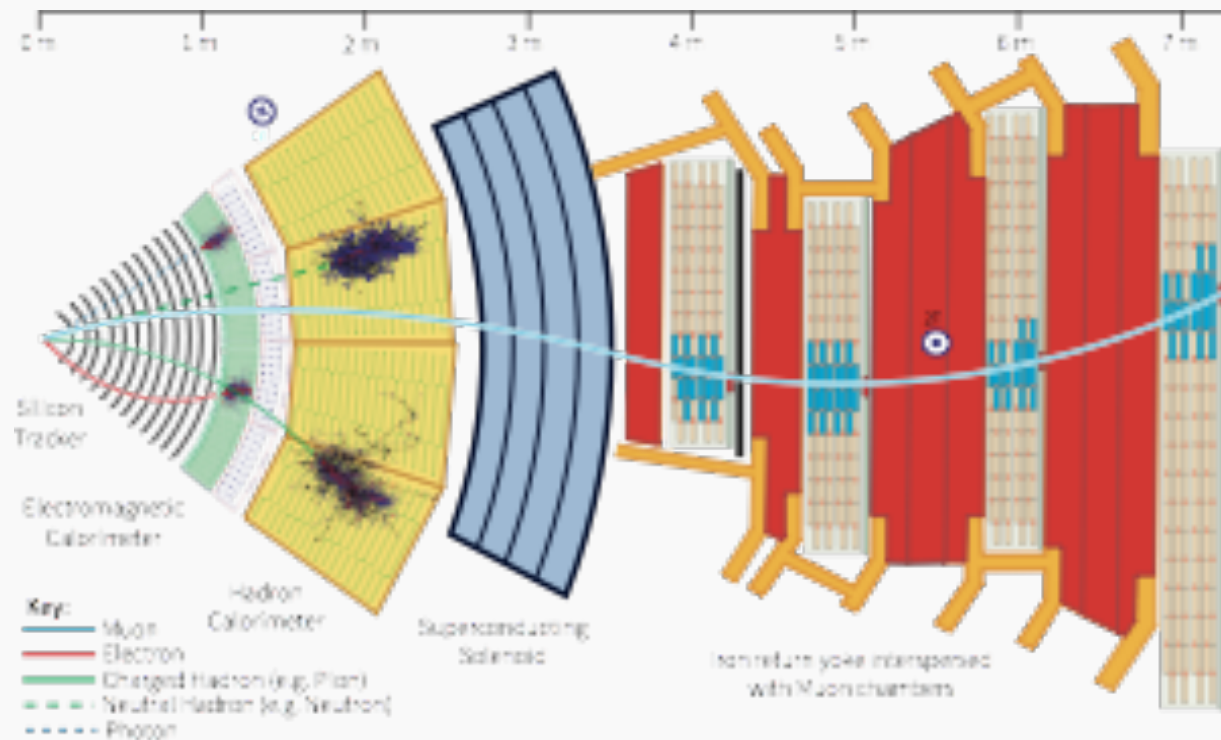 0 m 1 m 2 m 3 m 4 m 5 m 6 m 7 m
Silicon
Tracker
Electromagnetic
Calorimeter
Hadron
Calorimeter
Superconducting
Solenoid
Iron return yoke interspersed
with Muon chambers
Key:
Muon
Electron
Charged Hadron (e.g. Pion)
Neutral Hadron (e.g. Neutron)
Photon